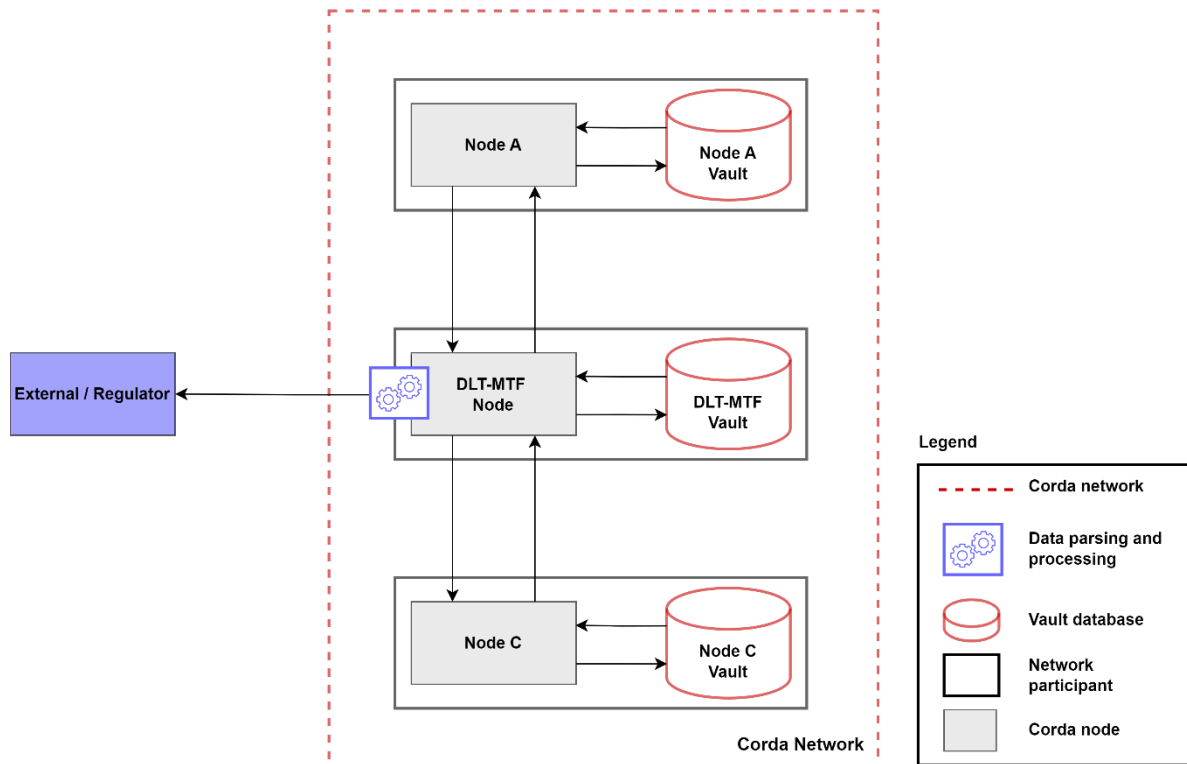 Node A
Node A
Vault
External / Regulator
DLT-MTF
Node
DLT-MTF
Vault
Node C
Node C
Vault
Corda Network
Legend
Corda network
Data parsing and
processing
Vault database
Network
participant
Corda node